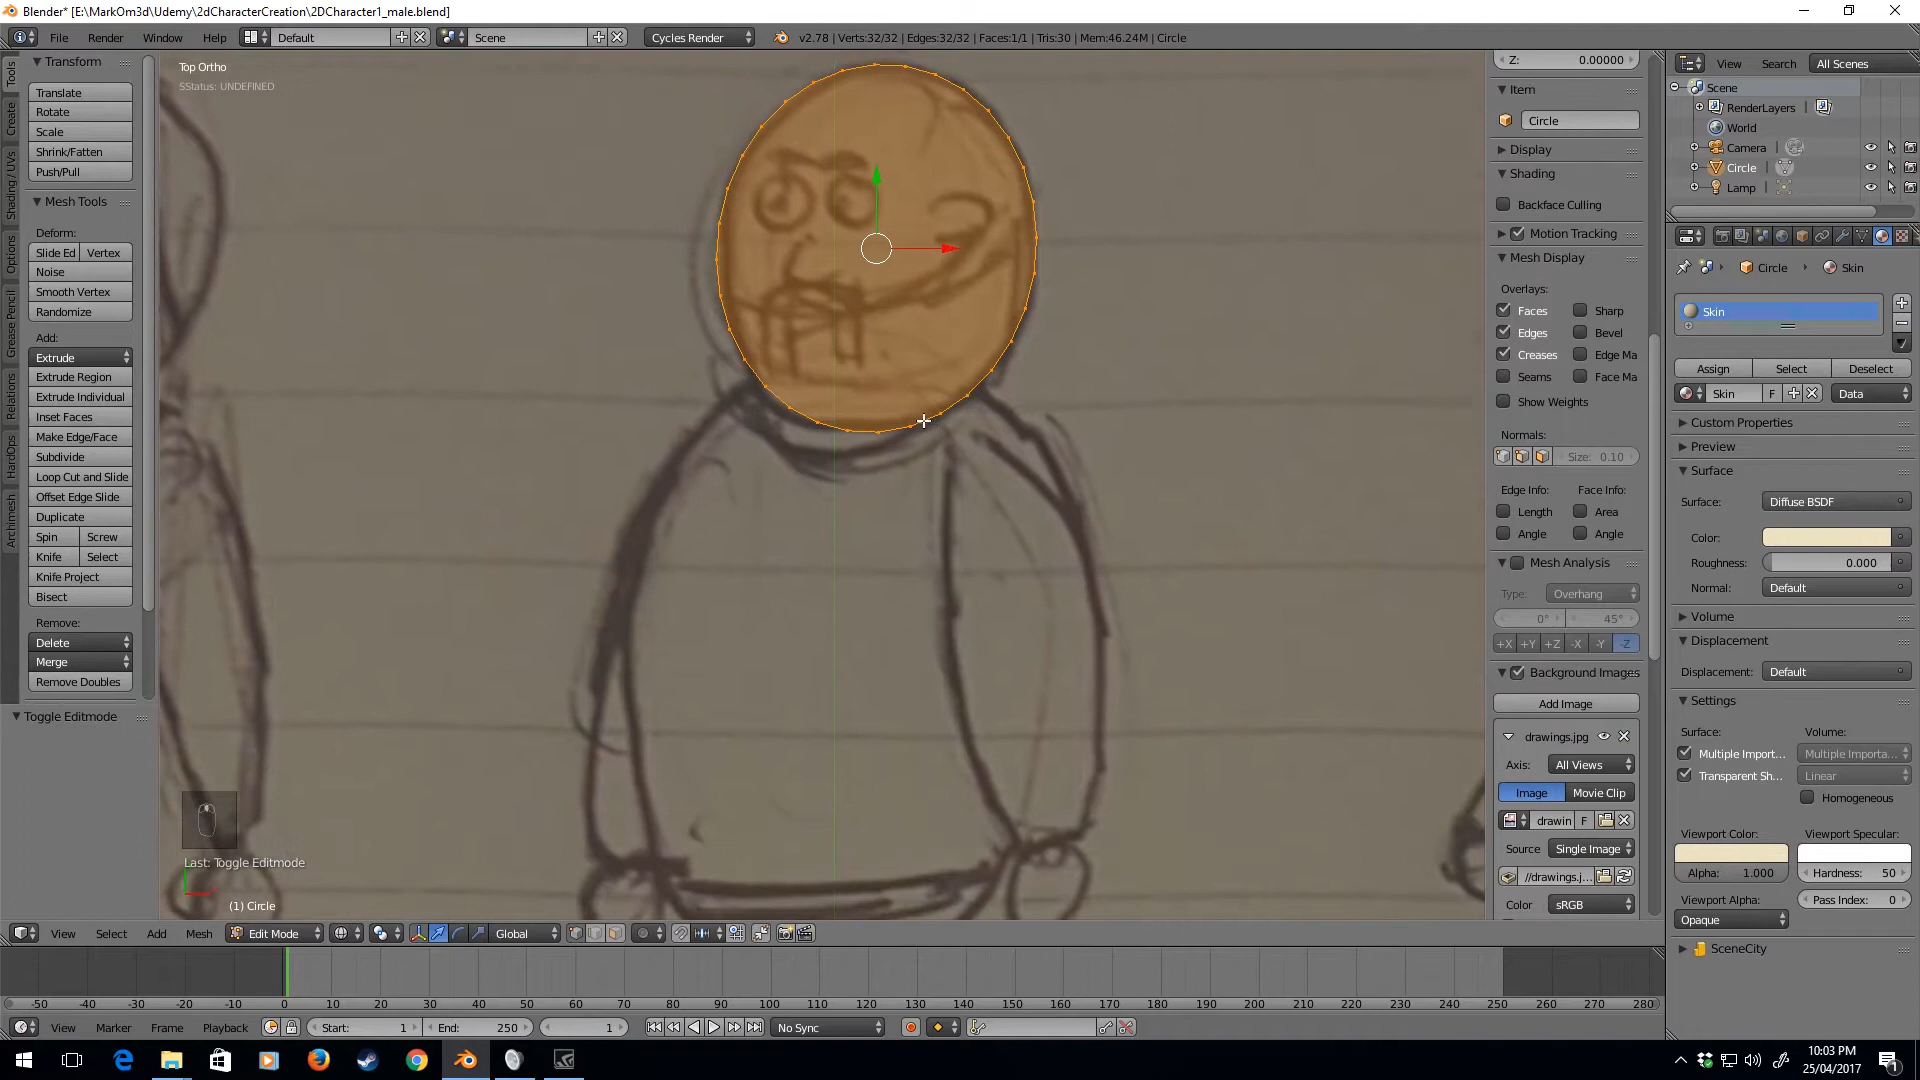 Blender* [E:\MarkOm3d\Udemy\2dCharacterCreation\2DCharacter1_male.blend]
File Render Window Help Default Scene Cycles Render v2.78 | Verts:32/32 | Edges:32/32 | Faces:1/1 | Tris:30 | Mem:46.24M | Circle
Tools
Create
Shading / UVs
Options
Grease Pencil
Relations
HardOps
Archimesh
Transform
Translate
Rotate
Scale
Shrink/Fatten
Push/Pull
Mesh Tools
Deform:
Slide Ed Vertex
Noise
Smooth Vertex
Randomize
Add:
Extrude
Extrude Region
Extrude Individual
Inset Faces
Make Edge/Face
Subdivide
Loop Cut and Slide
Offset Edge Slide
Duplicate
Spin Screw
Knife Select
Knife Project
Bisect
Remove:
Delete
Merge
Remove Doubles
Toggle Editmode
Top Ortho
SStatus: UNDEFINED
Last: Toggle Editmode
(1) Circle
Z: 0.00000
Item
Circle
Display
Shading
Backface Culling
Motion Tracking
Mesh Display
Overlays:
Faces Sharp
Edges Bevel
Creases Edge Ma
Seams Face Ma
Show Weights
Normals:
Size: 0.10
Edge Info: Face Info:
Length Area
Angle Angle
Mesh Analysis
Type: Overhang
0° 45°
+X +Y +Z -X -Y -Z
Background Images
Add Image
drawings.jpg
Axis: All Views
Image Movie Clip
drawin F
Source Single Image
//drawings.j...
Color sRGB
View Search All Scenes
Scene
RenderLayers
World
Camera
Circle
Lamp
Circle Skin
Skin
Assign Select Deselect
Skin F Data
Custom Properties
Preview
Surface
Surface: Diffuse BSDF
Color:
Roughness: 0.000
Normal: Default
Volume
Displacement
Displacement: Default
Settings
Surface: Volume:
Multiple Import... Multiple Importa...
Transparent Sh... Linear
Homogeneous
Viewport Color: Viewport Specular:
Alpha: 1.000 Hardness: 50
Viewport Alpha: Pass Index: 0
Opaque
SceneCity
View Select Add Mesh Edit Mode Global
-50 -40 -30 -20 -10 0 10 20 30 40 50 60 70 80 90 100 110 120 130 140 150 160 170 180 190 200 210 220 230 240 250 260 270 280
View Marker Frame Playback Start: 1 End: 250 1 No Sync
10:03 PM
25/04/2017
1